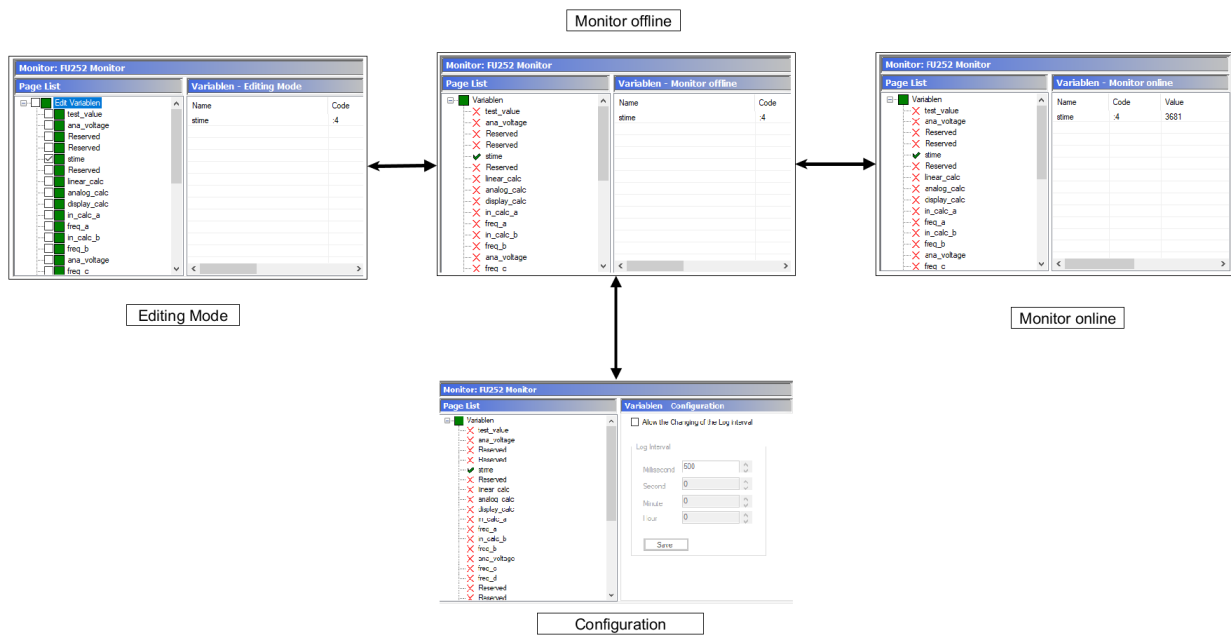 Monitor offline
Monitor: FU252 Monitor
Page List
Edit Variablen
test_value
ana_voltage
Reserved
Reserved
stime
Reserved
linear_calc
analog_calc
display_calc
in_calc_a
freq_a
in_calc_b
freq_b
ana_voltage
freq_c
Variablen - Editing Mode
Name Code
stime :4
Editing Mode
Monitor: FU252 Monitor
Page List
Variablen
test_value
ana_voltage
Reserved
Reserved
stime
Reserved
linear_calc
analog_calc
display_calc
in_calc_a
freq_a
in_calc_b
freq_b
ana_voltage
freq_c
Variablen - Monitor offline
Name Code
stime :4
Monitor: FU252 Monitor
Page List
Variablen
test_value
ana_voltage
Reserved
Reserved
stime
Reserved
linear_calc
analog_calc
display_calc
in_calc_a
freq_a
in_calc_b
freq_b
ana_voltage
freq_c
Variablen - Monitor online
Name Code Value
stime :4 3681
Monitor online
Monitor: FU252 Monitor
Page List
Variablen
test_value
ana_voltage
Reserved
Reserved
stime
Reserved
linear_calc
analog_calc
display_calc
in_calc_a
freq_a
in_calc_b
freq_b
ana_voltage
freq_c
freq_d
Reserved
Reserved
Variablen Configuration
Allow the Changing of the Log Interval
Log Interval
Millisecond 500
Second 0
Minute 0
Hour 0
Save
Configuration